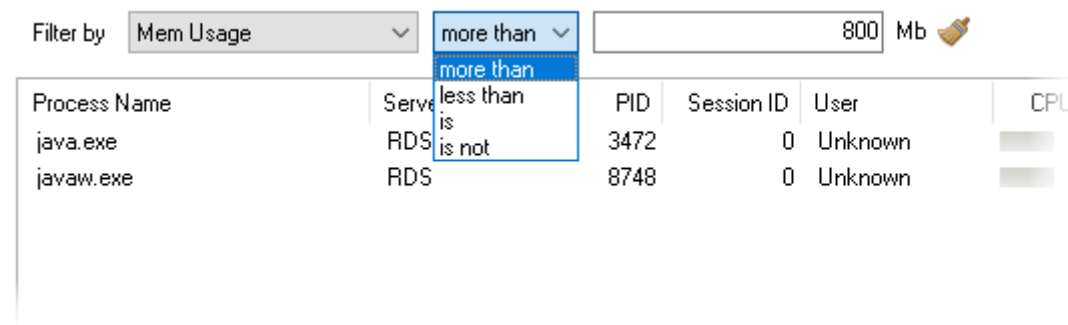 Filter by Mem Usage more than 800 Mb
more than
less than
is
is not
Process Name PID Session ID User
java.exe RDS 3472 0 Unknown
javaw.exe RDS 8748 0 Unknown